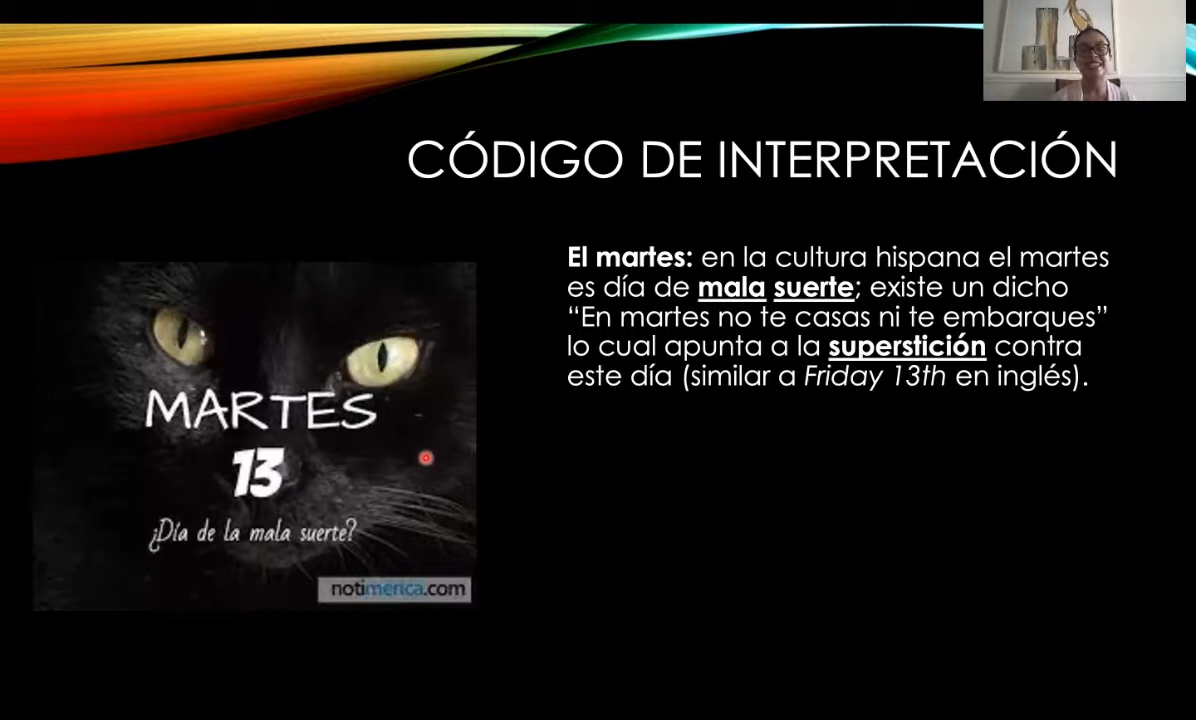 CÓDIGO DE INTERPRETACIÓN
El martes: en la cultura hispana el martes
es día de mala suerte; existe un dicho
“En martes no te casas ni te embarques”
lo cual apunta a la superstición contra
este día (similar a Friday 13th en inglés).
MARTES
13
¿Día de la mala suerte?
notimerica.com